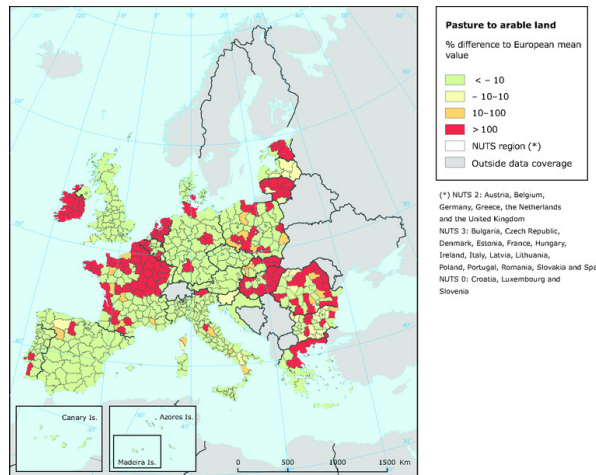 Pasture to arable land
% difference to European mean
value
< – 10
– 10–10
10–100
> 100
NUTS region (*)
Outside data coverage
(*) NUTS 2: Austria, Belgium,
Germany, Greece, the Netherlands
and the United Kingdom
NUTS 3: Bulgaria, Czech Republic,
Denmark, Estonia, France, Hungary,
Ireland, Italy, Latvia, Lithuania,
Poland, Portugal, Romania, Slovakia and Spa
NUTS 0: Croatia, Luxembourg and
Slovenia
Canary Is.
Azores Is.
Madeira Is.
0 500 1000 1500 Km